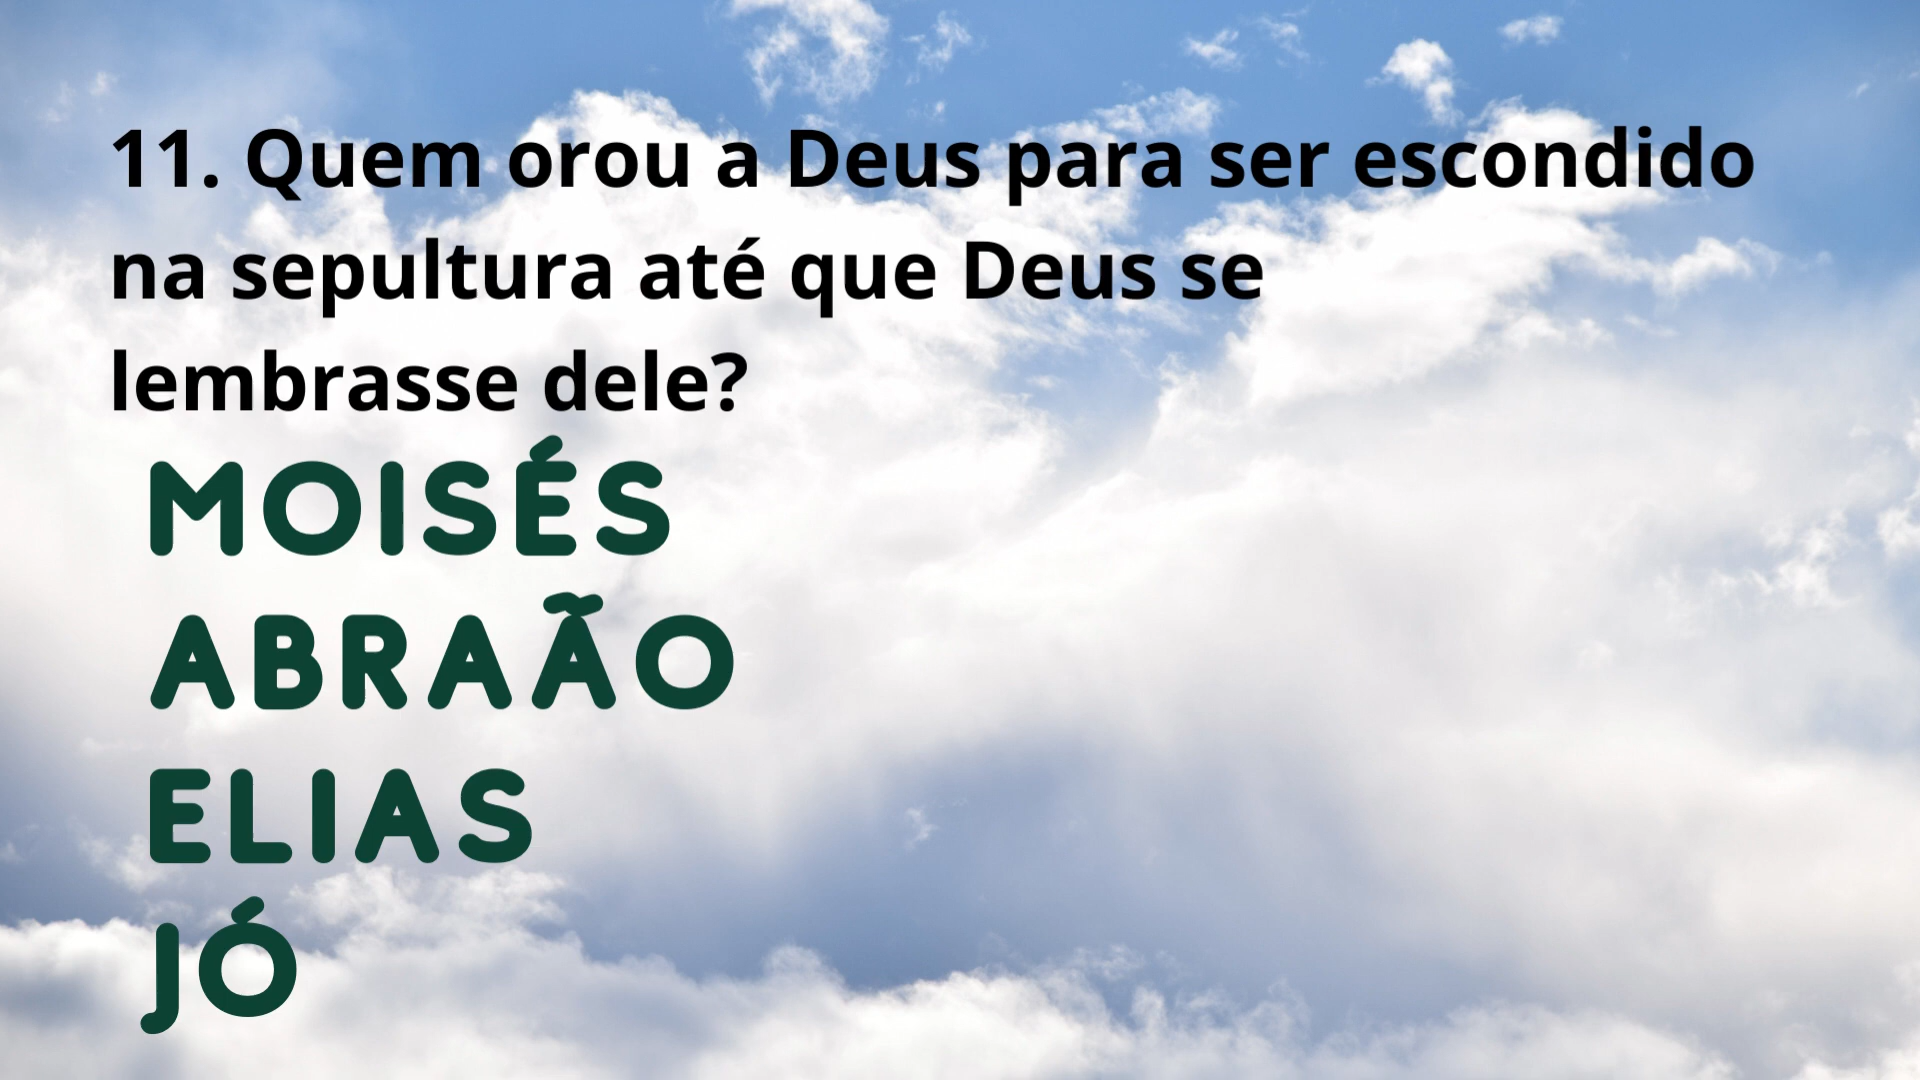 11. Quem orou a Deus para ser escondido
na sepultura até que Deus se
lembrasse dele?
MOISÉS
ABRAÃO
ELIAS
JÓ